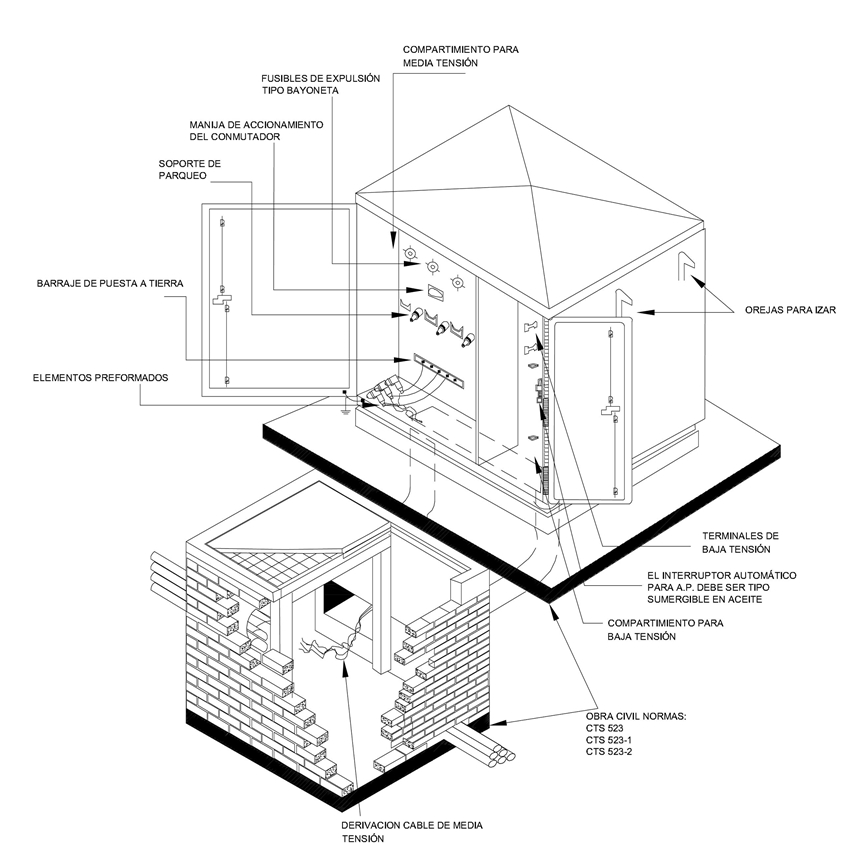 COMPARTIMIENTO PARA
MEDIA TENSIÓN
FUSIBLES DE EXPULSIÓN
TIPO BAYONETA
MANIJA DE ACCIONAMIENTO
DEL CONMUTADOR
SOPORTE DE
PARQUEO
BARRAJE DE PUESTA A TIERRA
OREJAS PARA IZAR
ELEMENTOS PREFORMADOS
TERMINALES DE
BAJA TENSIÓN
EL INTERRUPTOR AUTOMÁTICO
PARA A.P. DEBE SER TIPO
SUMERGIBLE EN ACEITE
COMPARTIMIENTO PARA
BAJA TENSIÓN
OBRA CIVIL NORMAS:
CTS 523
CTS 523-1
CTS 523-2
DERIVACION CABLE DE MEDIA
TENSIÓN